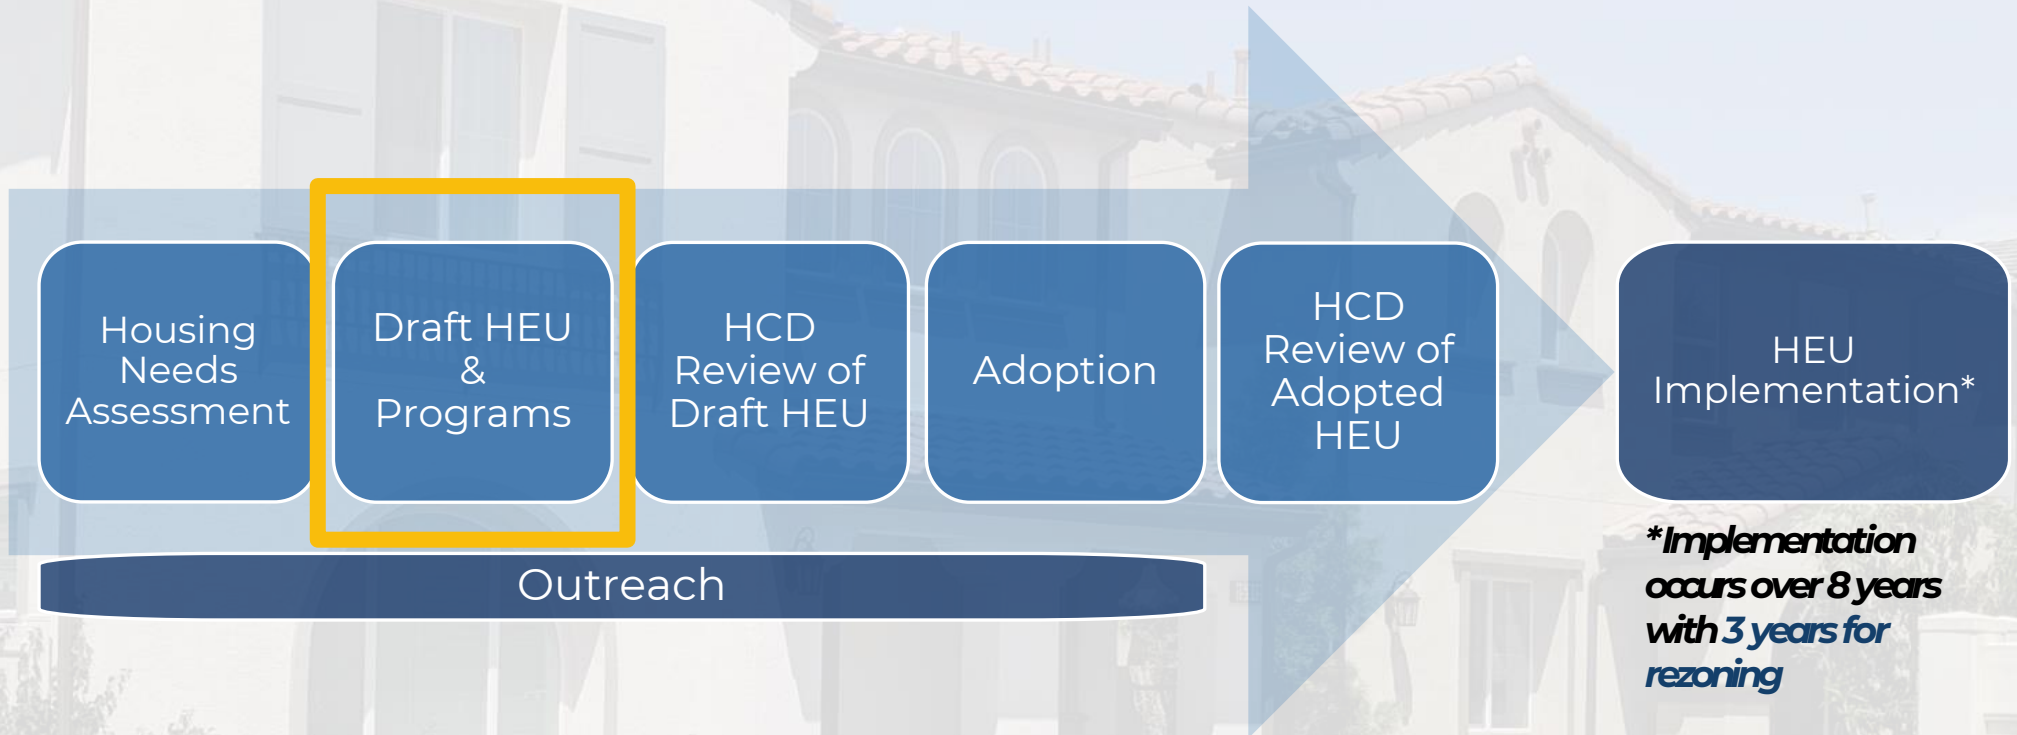 Housing
Needs
Assessment
Draft HEU
&
Programs
HCD
Review of
Draft HEU
Adoption
HCD
Review of
Adopted
HEU
HEU
Implementation*
Outreach
*Implementation
occurs over 8 years
with 3 years for
rezoning